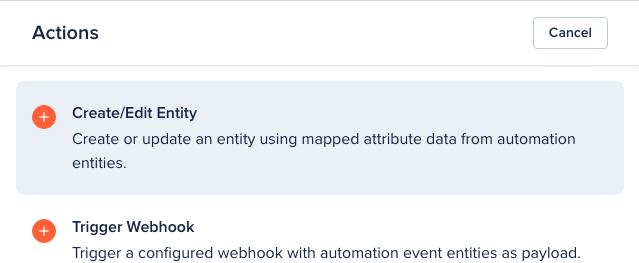 Actions
Cancel
Create/Edit Entity
Create or update an entity using mapped attribute data from automation
entities.
Trigger Webhook
Trigger a configured webhook with automation event entities as payload.